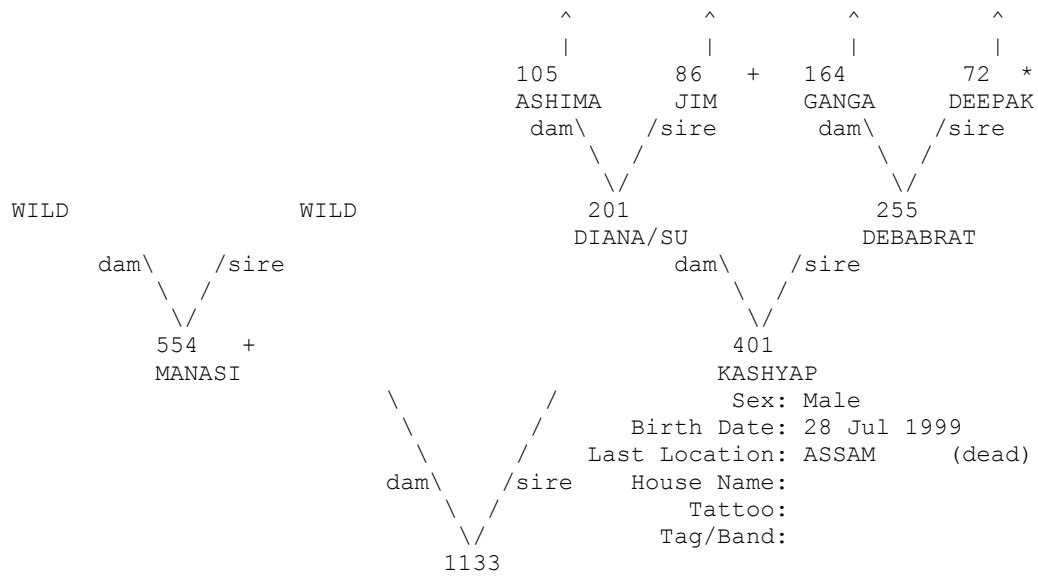 ^ ^ ^ ^
| | | |
105 86 + 164 72 *
ASHIMA JIM GANGA DEEPAK
dam\ /sire dam\ /sire
\ / \ /
\/ \/
WILD WILD 201 255
DIANA/SU DEBABRAT
dam\ /sire dam\ /sire
\ / \ /
\/ \/
554 + 401
MANASI KASHYAP
\ / Sex: Male
\ / Birth Date: 28 Jul 1999
\ / Last Location: ASSAM (dead)
dam\ /sire House Name:
\ / Tattoo:
\/ Tag/Band:
1133